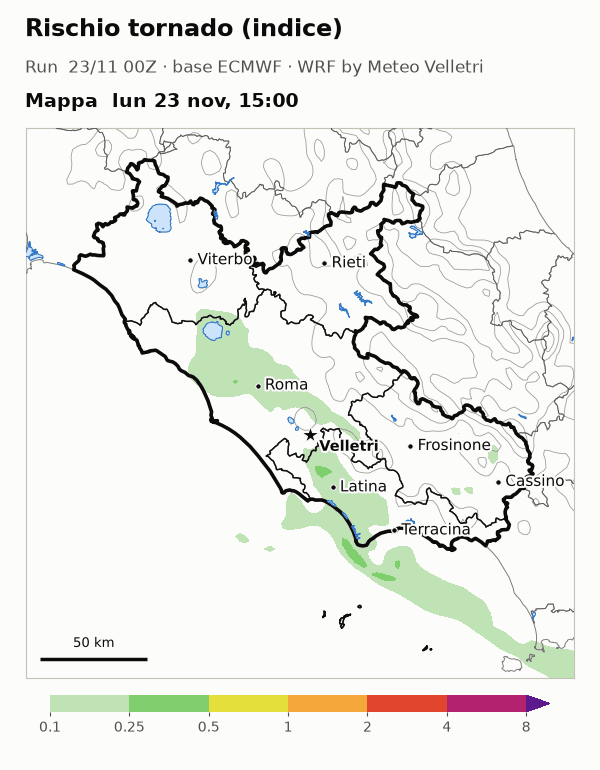 Rischio tornado (indice)
Run  23/11 00Z · base ECMWF · WRF by Meteo Velletri
Mappa  lun 23 nov, 15:00
Viterbo
Rieti
Roma
Velletri
Frosinone
Latina
Cassino
Terracina
50 km
0.1
0.25
0.5
1
2
4
8